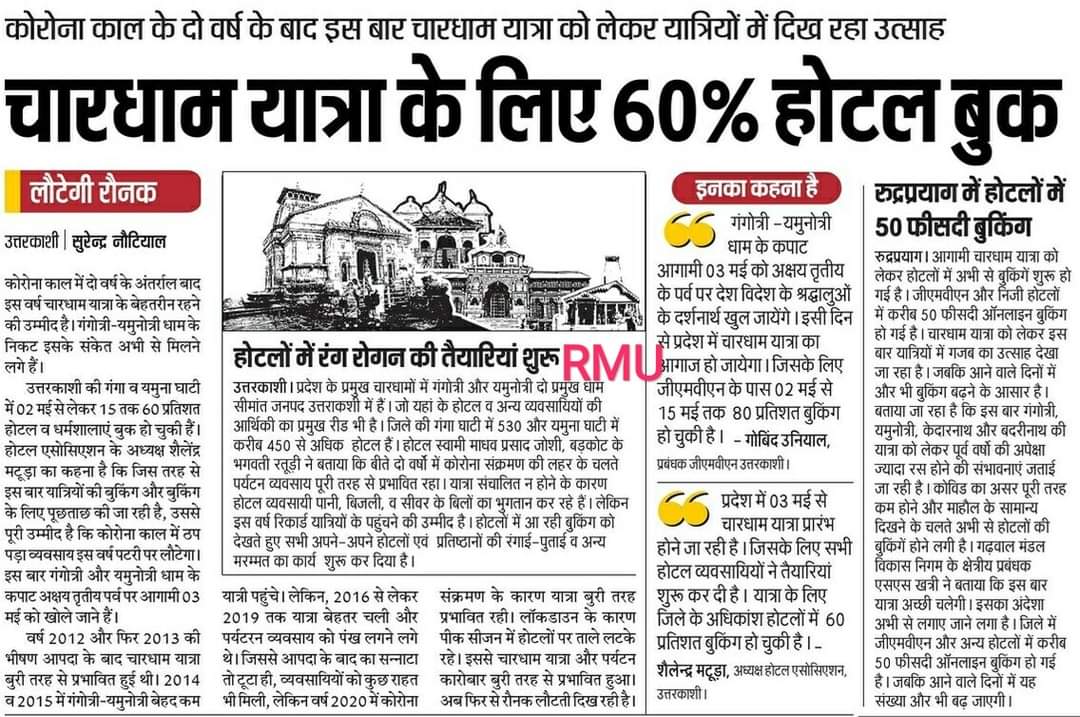 कोरोना काल के दो वर्ष के बाद इस बार चारधाम यात्रा को लेकर यात्रियों में दिख रहा उत्साह
चारधाम यात्रा के लिए 60% होटल बुक
लौटेगी रौनक
उत्तरकाशी | सुरेन्द्र नौटियाल
कोरोना काल में दो वर्ष के अंतर्राल बाद
इस वर्ष चारधाम यात्रा के बेहतरीन रहने
की उम्मीद है। गंगोत्री-यमुनोत्री धाम के
निकट इसके संकेत अभी से मिलने
लगे हैं।
उत्तरकाशी की गंगा व यमुना घाटी
में 02 मई से लेकर 15 तक 60 प्रतिशत
होटल व धर्मशालाएं बुक हो चुकी हैं।
होटल एसोसिएशन के अध्यक्ष शैलेंद्र
मटूड़ा का कहना है कि जिस तरह से
इस बार यात्रियों की बुकिंग और बुकिंग
के लिए पूछताछ की जा रही है, उससे
पूरी उम्मीद है कि कोरोना काल में ठप
पड़ा व्यवसाय इस वर्ष पटरी पर लौटेगा।
इस बार गंगोत्री और यमुनोत्री धाम के
कपाट अक्षय तृतीय पर्व पर आगामी 03
मई को खोले जाने हैं।
वर्ष 2012 और फिर 2013 की
भीषण आपदा के बाद चारधाम यात्रा
बुरी तरह से प्रभावित हुई थी। 2014
व 2015 में गंगोत्री-यमुनोत्री बेहद कम
होटलों में रंग रोगन की तैयारियां शुरू
RMU
उत्तरकाशी। प्रदेश के प्रमुख चारधामों में गंगोत्री और यमुनोत्री दो प्रमुख धाम
सीमांत जनपद उत्तराकशी में हैं। जो यहां के होटल व अन्य व्यवसायियों की
आर्थिकी का प्रमुख रीड भी है। जिले की गंगा घाटी में 530 और यमुना घाटी में
करीब 450 से अधिक होटल हैं। होटल स्वामी माधव प्रसाद जोशी, बड़कोट के
भगवती रतूड़ी ने बताया कि बीते दो वर्षो में कोरोना संक्रमण की लहर के चलते
पर्यटन व्यवसाय पूरी तरह से प्रभावित रहा। यात्रा संचालित न होने के कारण
होटल व्यवसायी पानी, बिजली, व सीवर के बिलों का भुगतान कर रहे हैं। लेकिन
इस वर्ष रिकार्ड यात्रियों के पहुंचने की उम्मीद है। होटलों में आ रही बुकिंग को
देखते हुए सभी अपने-अपने होटलों एवं प्रतिष्ठानों की रंगाई-पुताई व अन्य
मरम्मत का कार्य शुरू कर दिया है।
यात्री पहुंचे। लेकिन, 2016 से लेकर
2019 तक यात्रा बेहतर चली और
पर्यटरन व्यवसाय को पंख लगने लगे
थे। जिससे आपदा के बाद का सन्नाटा
तो टूटा ही, व्यवसायियों को कुछ राहत
भी मिली, लेकिन वर्ष 2020 में कोरोना
संक्रमण के कारण यात्रा बुरी तरह
प्रभावित रही। लॉकडाउन के कारण
पीक सीजन में होटलों पर ताले लटके
रहे। इससे चारधाम यात्रा और पर्यटन
कारोबार बुरी तरह से प्रभावित हुआ।
अब फिर से रौनक लौटती दिख रही है।
इनका कहना है
गंगोत्री -यमुनोत्री
धाम के कपाट
आगामी 03 मई को अक्षय तृतीय
के पर्व पर देश विदेश के श्रद्धालुओं
के दर्शनार्थ खुल जायेंगे। इसी दिन
से प्रदेश में चारधाम यात्रा का
आगाज हो जायेगा। जिसके लिए
जीएमवीएन के पास 02 मई से
15 मई तक 80 प्रतिशत बुकिंग
हो चुकी है। - गोबिंद उनियाल,
प्रबंधक जीएमवीएन उत्तरकाशी।
प्रदेश में 03 मई से
चारधाम यात्रा प्रारंभ
होने जा रही है। जिसके लिए सभी
होटल व्यवसायियों ने तैयारियां
शुरू कर दी है। यात्रा के लिए
जिले के अधिकांश होटलों में 60
प्रतिशत बुकिंग हो चुकी है। -
शैलेन्द्र मटूड़ा, अध्यक्ष होटल एसोसिएशन,
उत्तरकाशी।
रुद्रप्रयाग में होटलों में
50 फीसदी बुकिंग
रुद्रप्रयाग। आगामी चारधाम यात्रा को
लेकर होटलों में अभी से बुकिंगें शुरू हो
गई है। जीएमवीएन और निजी होटलों
में करीब 50 फीसदी ऑनलाइन बुकिंग
हो गई है। चारधाम यात्रा को लेकर इस
बार यात्रियों में गजब का उत्साह देखा
जा रहा है। जबकि आने वाले दिनों में
और भी बुकिंग बढ़ने के आसार है।
बताया जा रहा है कि इस बार गंगोत्री,
यमुनोत्री, केदारनाथ और बदरीनाथ की
यात्रा को लेकर पूर्व वर्षो की अपेक्षा
ज्यादा रस होने की संभावनाएं जताई
जा रही है। कोविड का असर पूरी तरह
कम होने और माहौल के सामान्य
दिखने के चलते अभी से होटलों की
बुकिंगें होने लगी है। गढ़वाल मंडल
विकास निगम के क्षेत्रीय प्रबंधक
एसएस खत्री ने बताया कि इस बार
यात्रा अच्छी चलेगी। इसका अंदेशा
अभी से लगाए जाने लगा है। जिले में
जीएमवीएन और अन्य होटलों में करीब
50 फीसदी ऑनलाइन बुकिंग हो गई
है। जबकि आने वाले दिनों में यह
संख्या और भी बढ़ जाएगी।